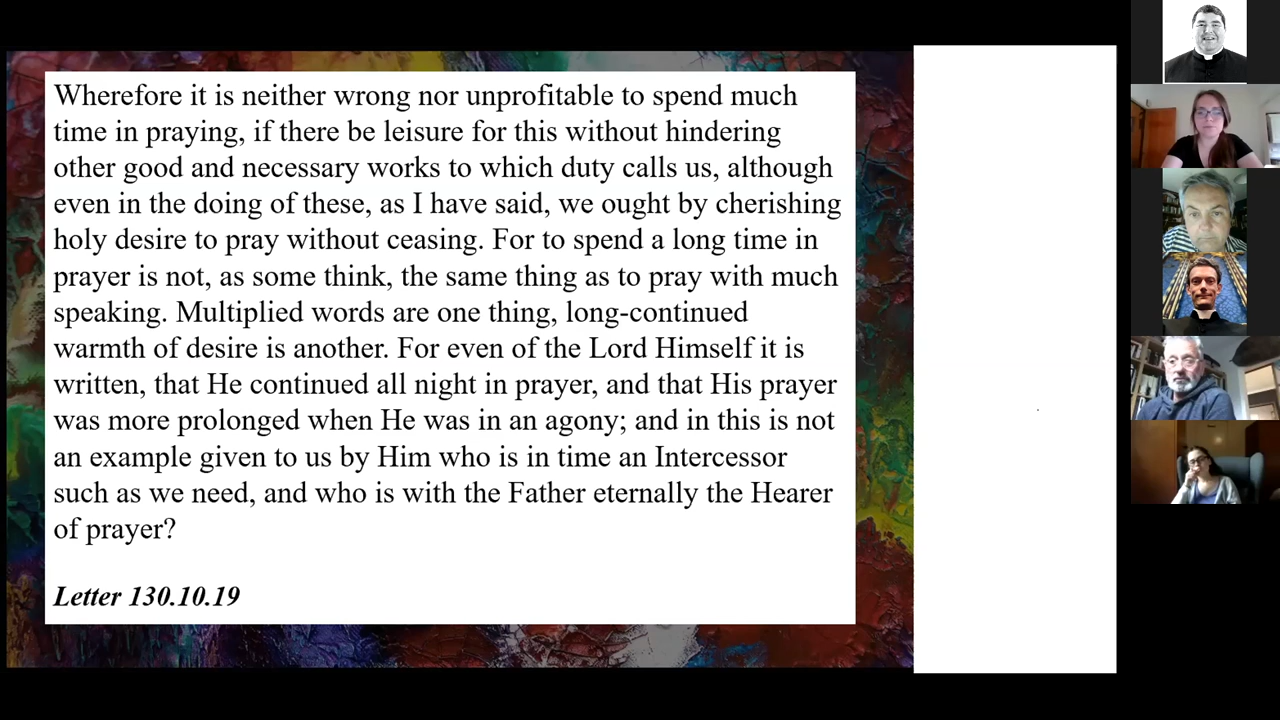 Wherefore it is neither wrong nor unprofitable to spend much
time in praying, if there be leisure for this without hindering
other good and necessary works to which duty calls us, although
even in the doing of these, as I have said, we ought by cherishing
holy desire to pray without ceasing. For to spend a long time in
prayer is not, as some think, the same thing as to pray with much
speaking. Multiplied words are one thing, long-continued
warmth of desire is another. For even of the Lord Himself it is
written, that He continued all night in prayer, and that His prayer
was more prolonged when He was in an agony; and in this is not
an example given to us by Him who is in time an Intercessor
such as we need, and who is with the Father eternally the Hearer
of prayer?
Letter 130.10.19